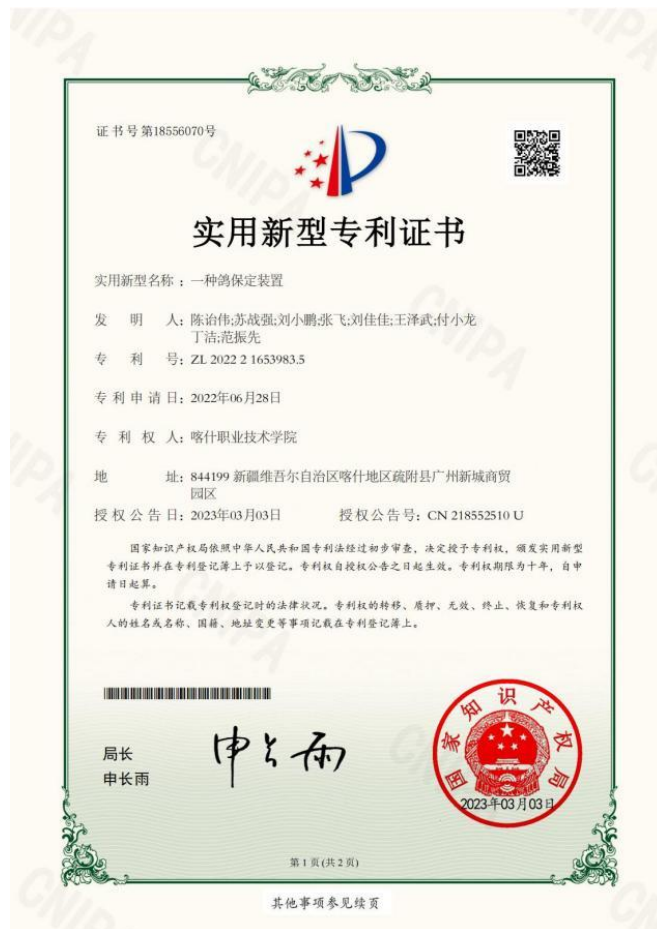 证书号第18556070号
实用新型专利证书
实用新型名称：一种鸽保定装置
发明人：陈诒伟;苏战强;刘小鹏;张飞;刘佳佳;王泽武;付小龙
丁洁;范振先
专利号：ZL 2022 2 1653983.5
专利申请日：2022年06月28日
专利权人：喀什职业技术学院
地址：844199 新疆维吾尔自治区喀什地区疏附县广州新城商贸
园区
授权公告日：2023年03月03日 授权公告号：CN 218552510 U
国家知识产权局依照中华人民共和国专利法经过初步审查，决定授予专利权，颁发实用新型
专利证书并在专利登记簿上予以登记。专利权自授权公告之日起生效。专利权期限为十年，自申
请日起算。
专利证书记载专利权登记时的法律状况。专利权的转移、质押、无效、终止、恢复和专利权
人的姓名或名称、国籍、地址变更等事项记载在专利登记簿上。
局长
申长雨
申长雨
国家知识产权局
2023年03月03日
第1页(共2页)
其他事项参见续页
CNIPA
CNIPA
CNIPA
CNIPA
CNIPA
CNIPA
CNIPA
CNIPA